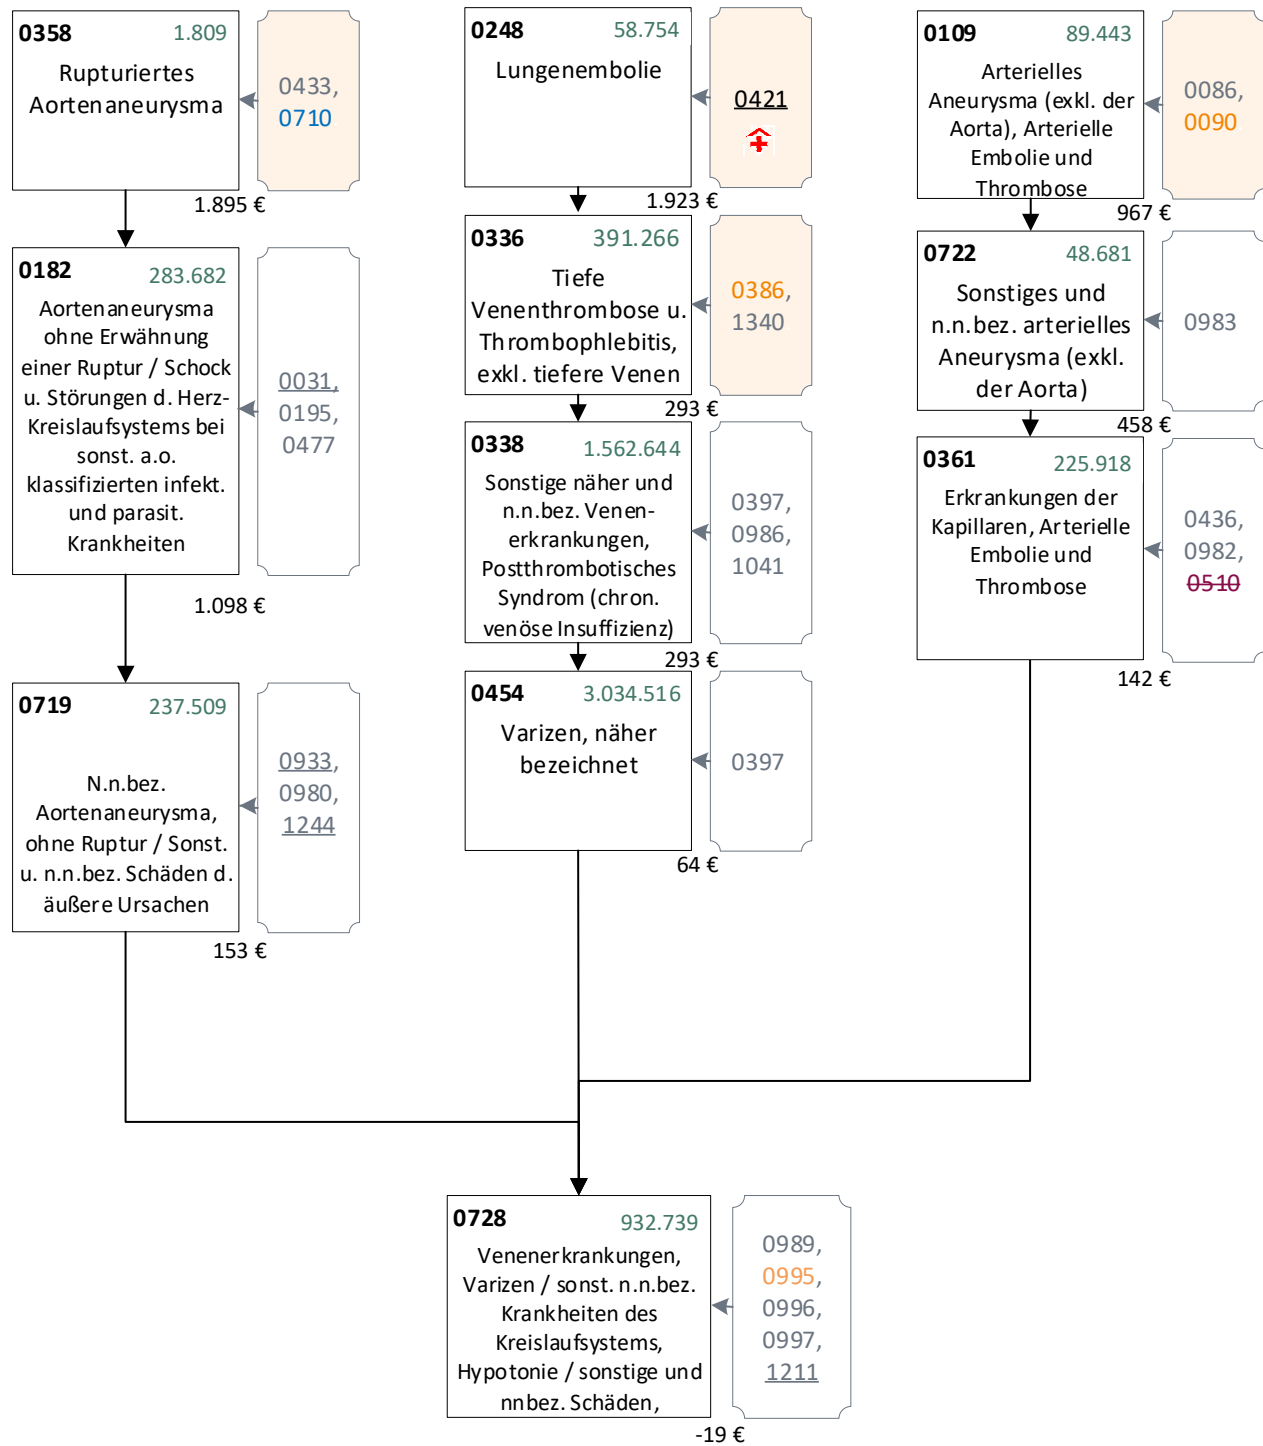 0358 1.809
Rupturiertes
Aortenaneurysma
0433,
0710
1.895 €
0182 283.682
Aortenaneurysma
ohne Erwähnung
einer Ruptur / Schock
u. Störungen d. Herz-
Kreislaufsystems bei
sonst. a.o.
klassifizierten infekt.
und parasit.
Krankheiten
0031,
0195,
0477
1.098 €
0719 237.509
N.n.bez.
Aortenaneurysma,
ohne Ruptur / Sonst.
u. n.n.bez. Schäden d.
äußere Ursachen
0933,
0980,
1244
153 €
0248 58.754
Lungenembolie
0421
1.923 €
0336 391.266
Tiefe
Venenthrombose u.
Thrombophlebitis,
exkl. tiefere Venen
0386,
1340
293 €
0338 1.562.644
Sonstige näher und
n.n.bez. Venen-
erkrankungen,
Postthrombotisches
Syndrom (chron.
venöse Insuffizienz)
0397,
0986,
1041
293 €
0454 3.034.516
Varizen, näher
bezeichnet
0397
64 €
0109 89.443
Arterielles
Aneurysma (exkl. der
Aorta), Arterielle
Embolie und
Thrombose
0086,
0090
967 €
0722 48.681
Sonstiges und
n.n.bez. arterielles
Aneurysma (exkl.
der Aorta)
0983
458 €
0361 225.918
Erkrankungen der
Kapillaren, Arterielle
Embolie und
Thrombose
0436,
0982,
0510
142 €
0728 932.739
Venenerkrankungen,
Varizen / sonst. n.n.bez.
Krankheiten des
Kreislaufsystems,
Hypotonie / sonstige und
nnbez. Schäden,
0989,
0995,
0996,
0997,
1211
-19 €